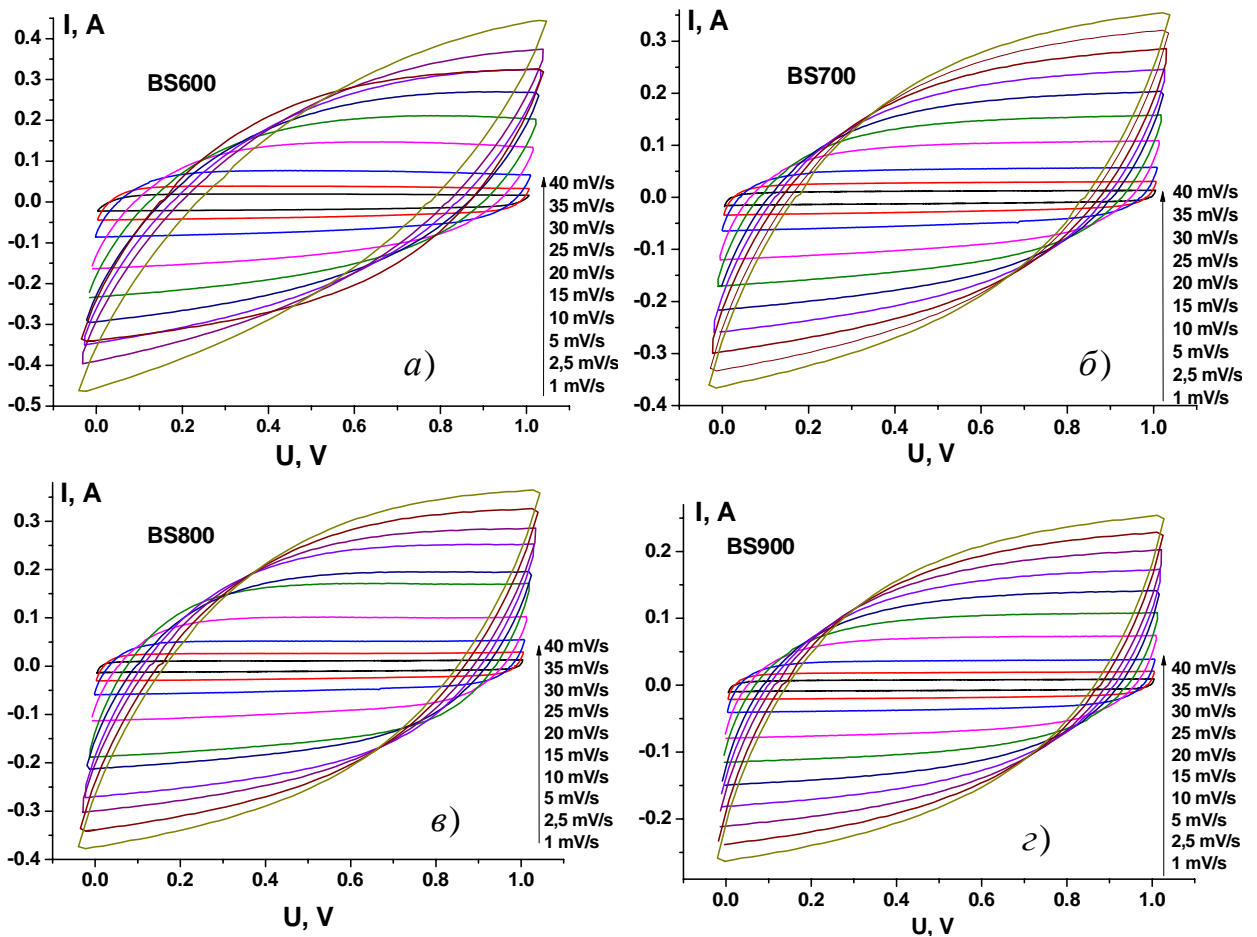 I, A
BS600
0.4
0.3
0.2
0.1
0.0
-0.1
-0.2
-0.3
-0.4
-0.5
40 mV/s
35 mV/s
30 mV/s
25 mV/s
20 mV/s
15 mV/s
10 mV/s
5 mV/s
2,5 mV/s
1 mV/s
а)
0.0 0.2 0.4 0.6 0.8 1.0
U, V
I, A
BS700
0.3
0.2
0.1
0.0
-0.1
-0.2
-0.3
-0.4
40 mV/s
35 mV/s
30 mV/s
25 mV/s
20 mV/s
15 mV/s
10 mV/s
5 mV/s
2,5 mV/s
1 mV/s
б)
0.0 0.2 0.4 0.6 0.8 1.0
U, V
I, A
BS800
0.3
0.2
0.1
0.0
-0.1
-0.2
-0.3
-0.4
40 mV/s
35 mV/s
30 mV/s
25 mV/s
20 mV/s
15 mV/s
10 mV/s
5 mV/s
2,5 mV/s
1 mV/s
в)
0.0 0.2 0.4 0.6 0.8 1.0
U, V
I, A
BS900
0.2
0.1
0.0
-0.1
-0.2
40 mV/s
35 mV/s
30 mV/s
25 mV/s
20 mV/s
15 mV/s
10 mV/s
5 mV/s
2,5 mV/s
1 mV/s
г)
0.0 0.2 0.4 0.6 0.8 1.0
U, V